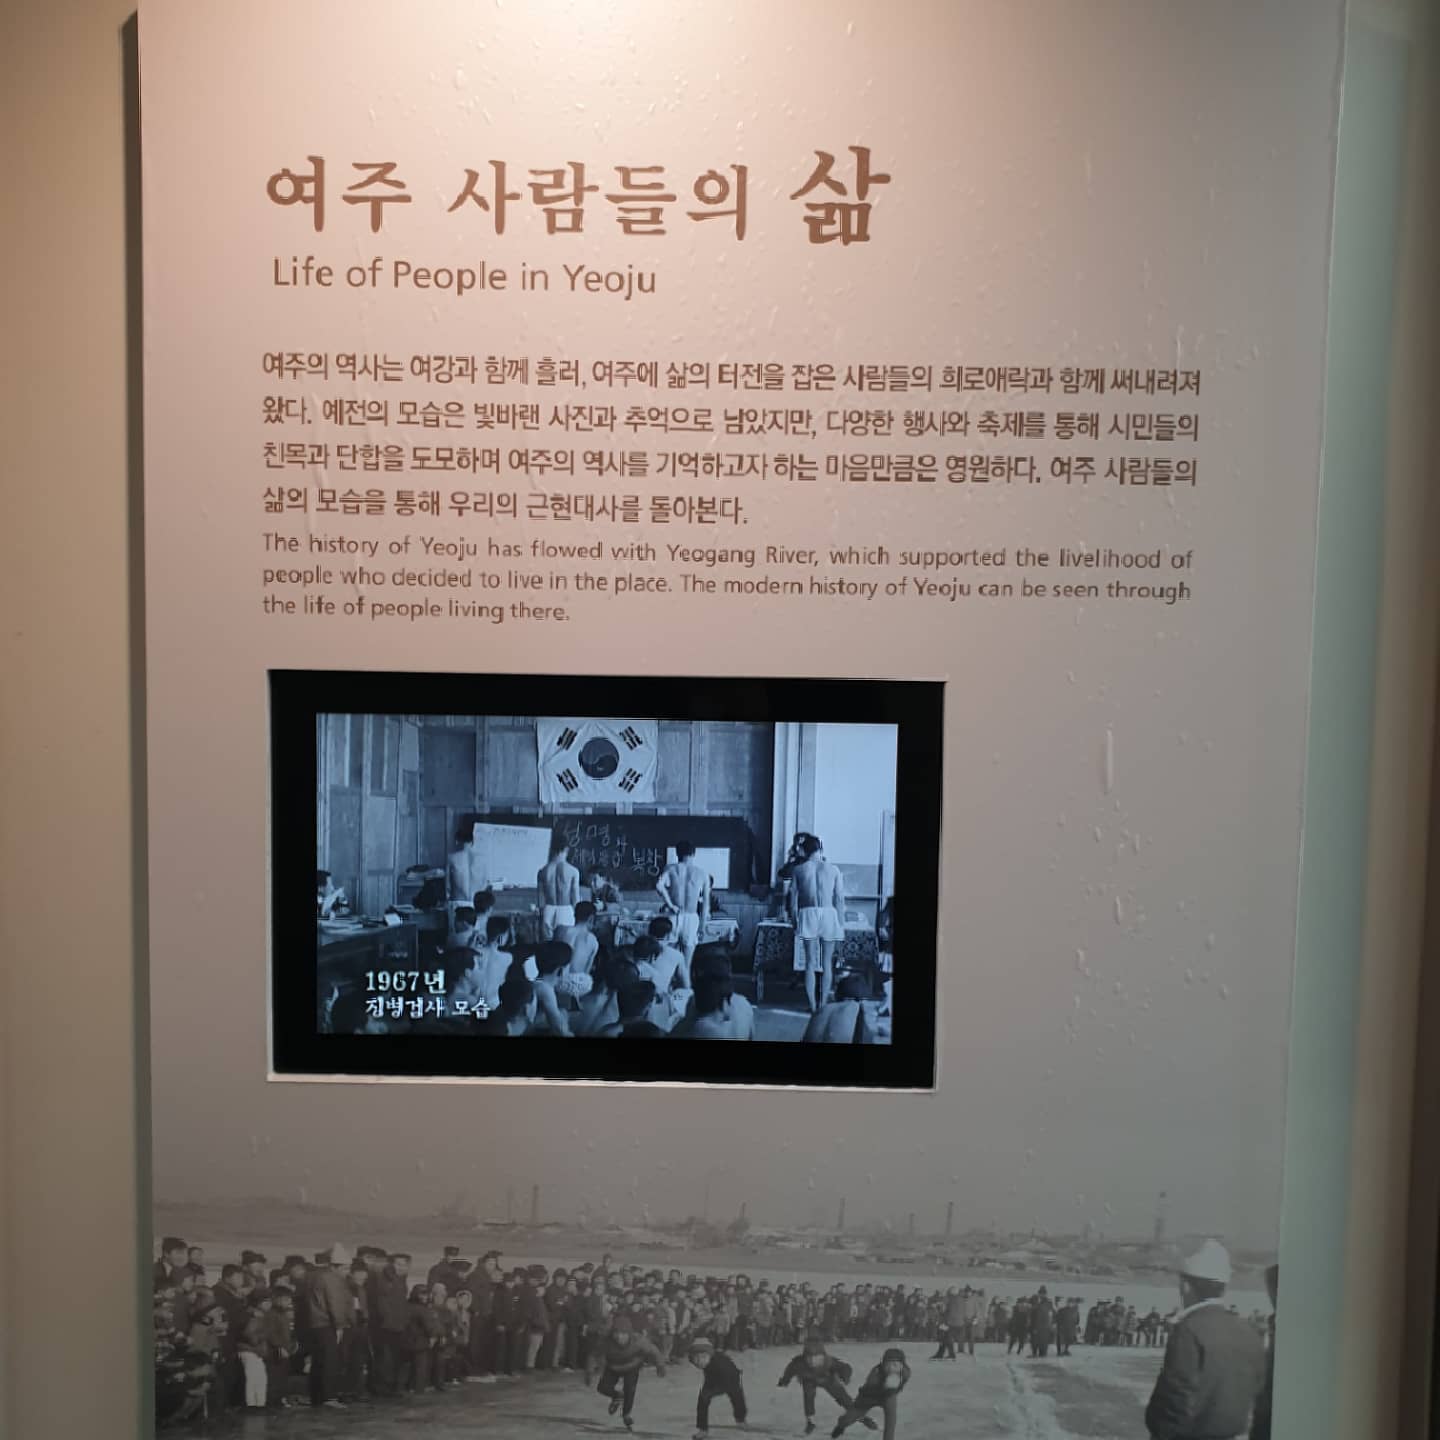 여주 사람들의 삶
Life of People in Yeoju
여주의 역사는 여강과 함께 흘러, 여주에 삶의 터전을 잡은 사람들의 희로애락과 함께 써내려져
왔다. 예전의 모습은 빛바랜 사진과 추억으로 남았지만, 다양한 행사와 축제를 통해 시민들의
친목과 단합을 도모하며 여주의 역사를 기억하고자 하는 마음만큼은 영원하다. 여주 사람들의
삶의 모습을 통해 우리의 근현대사를 돌아본다.
The history of Yeoju has flowed with Yeogang River, which supported the livelihood of
people who decided to live in the place. The modern history of Yeoju can be seen through
the life of people living there.
성명
복창
1967년
징병검사 모습